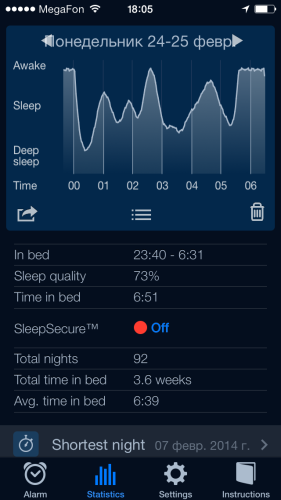 MegaFon 18:05
Понедельник 24-25 февр
Awake
Sleep
Deep
sleep
Time 00 01 02 03 04 05 06
In bed 23:40 - 6:31
Sleep quality 73%
Time in bed 6:51
SleepSecure™ Off
Total nights 92
Total time in bed 3.6 weeks
Avg. time in bed 6:39
Shortest night 07 февр. 2014 г.
Alarm Statistics Settings Instructions